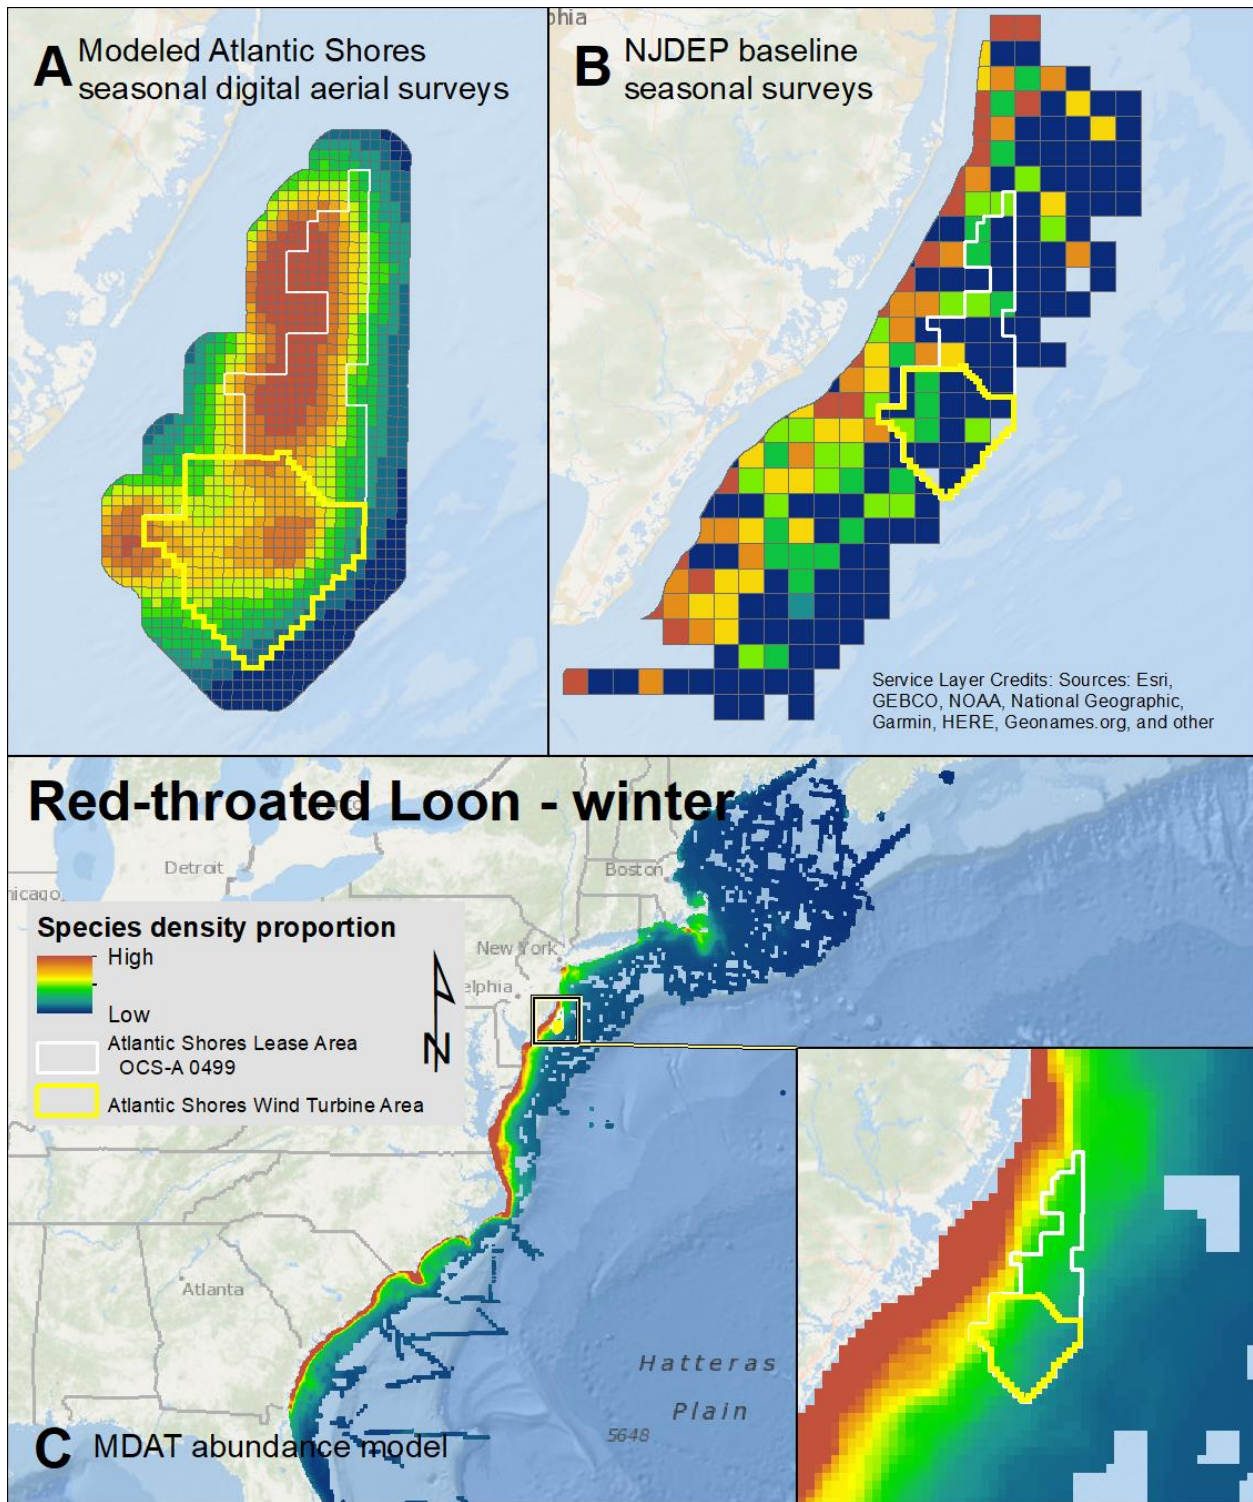 phia
A Modeled Atlantic Shores
seasonal digital aerial surveys
B NJDEP baseline
seasonal surveys
Service Layer Credits: Sources: Esri,
GEBCO, NOAA, National Geographic,
Garmin, HERE, Geonames.org, and other
Red-throated Loon - winter
Detroit
Boston
hicago
Species density proportion
High
Low
New York
elphia
Atlantic Shores Lease Area
OCS-A 0499
N
Atlantic Shores Wind Turbine Area
Atlanta
Hatteras
Plain
5648
C MDAT abundance model